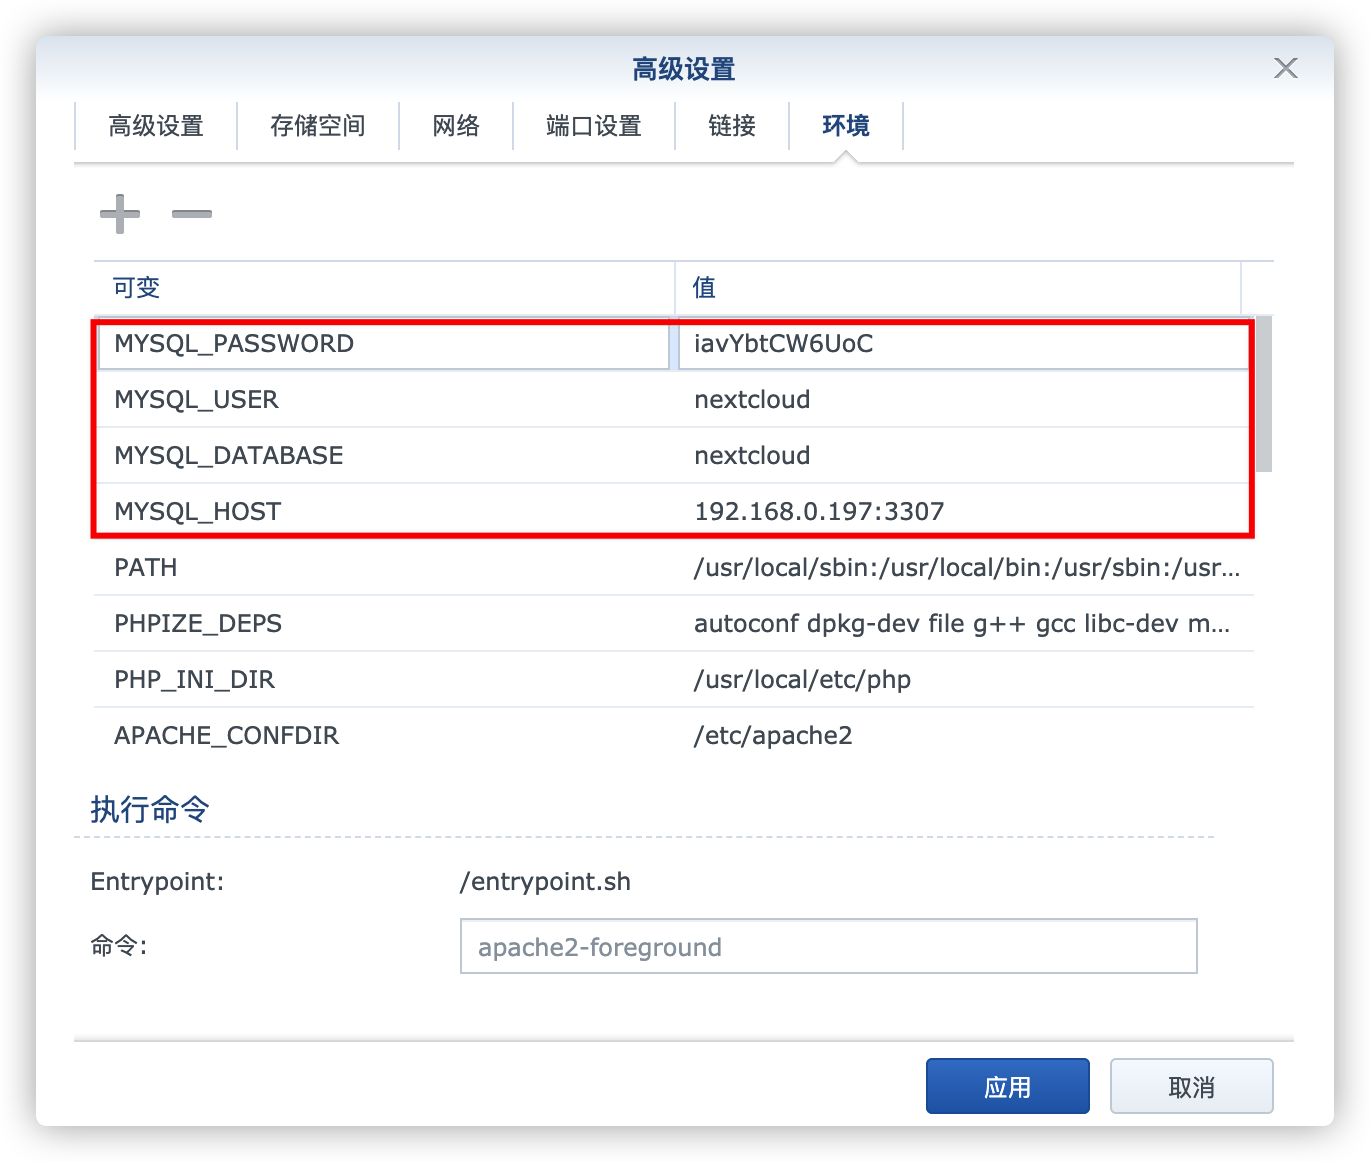 高级设置
高级设置 存储空间 网络 端口设置 链接 环境
可变 值
MYSQL_PASSWORD iavYbtCW6UoC
MYSQL_USER nextcloud
MYSQL_DATABASE nextcloud
MYSQL_HOST 192.168.0.197:3307
PATH /usr/local/sbin:/usr/local/bin:/usr/sbin:/usr...
PHPIZE_DEPS autoconf dpkg-dev file g++ gcc libc-dev m...
PHP_INI_DIR /usr/local/etc/php
APACHE_CONFDIR /etc/apache2
执行命令
Entrypoint: /entrypoint.sh
命令: apache2-foreground
应用 取消